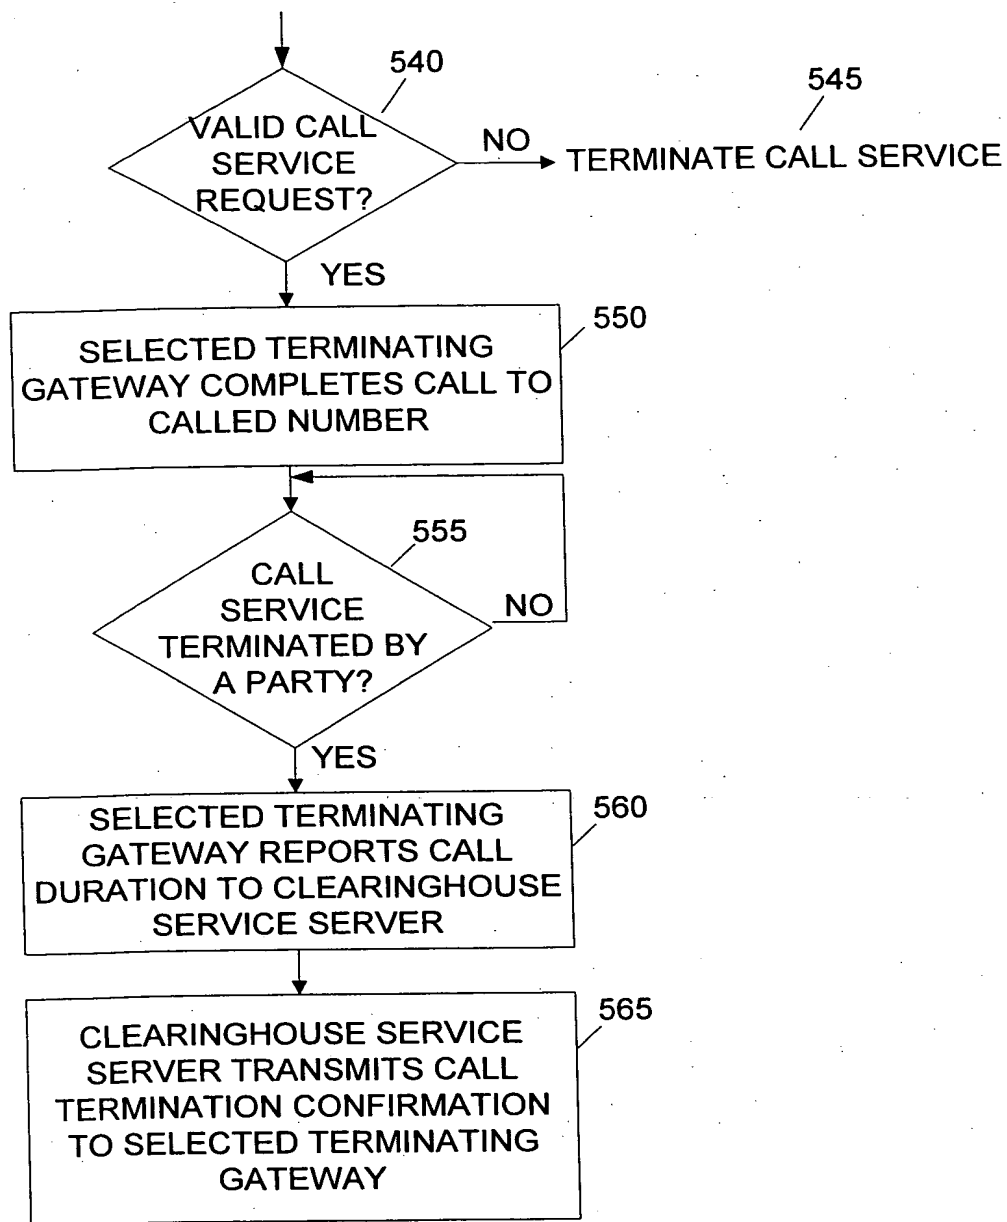 540
VALID CALL
SERVICE
REQUEST?
NO
545
TERMINATE CALL SERVICE
YES
550
SELECTED TERMINATING
GATEWAY COMPLETES CALL TO
CALLED NUMBER
555
CALL
SERVICE
TERMINATED BY
A PARTY?
NO
YES
560
SELECTED TERMINATING
GATEWAY REPORTS CALL
DURATION TO CLEARINGHOUSE
SERVICE SERVER
565
CLEARINGHOUSE SERVICE
SERVER TRANSMITS CALL
TERMINATION CONFIRMATION
TO SELECTED TERMINATING
GATEWAY